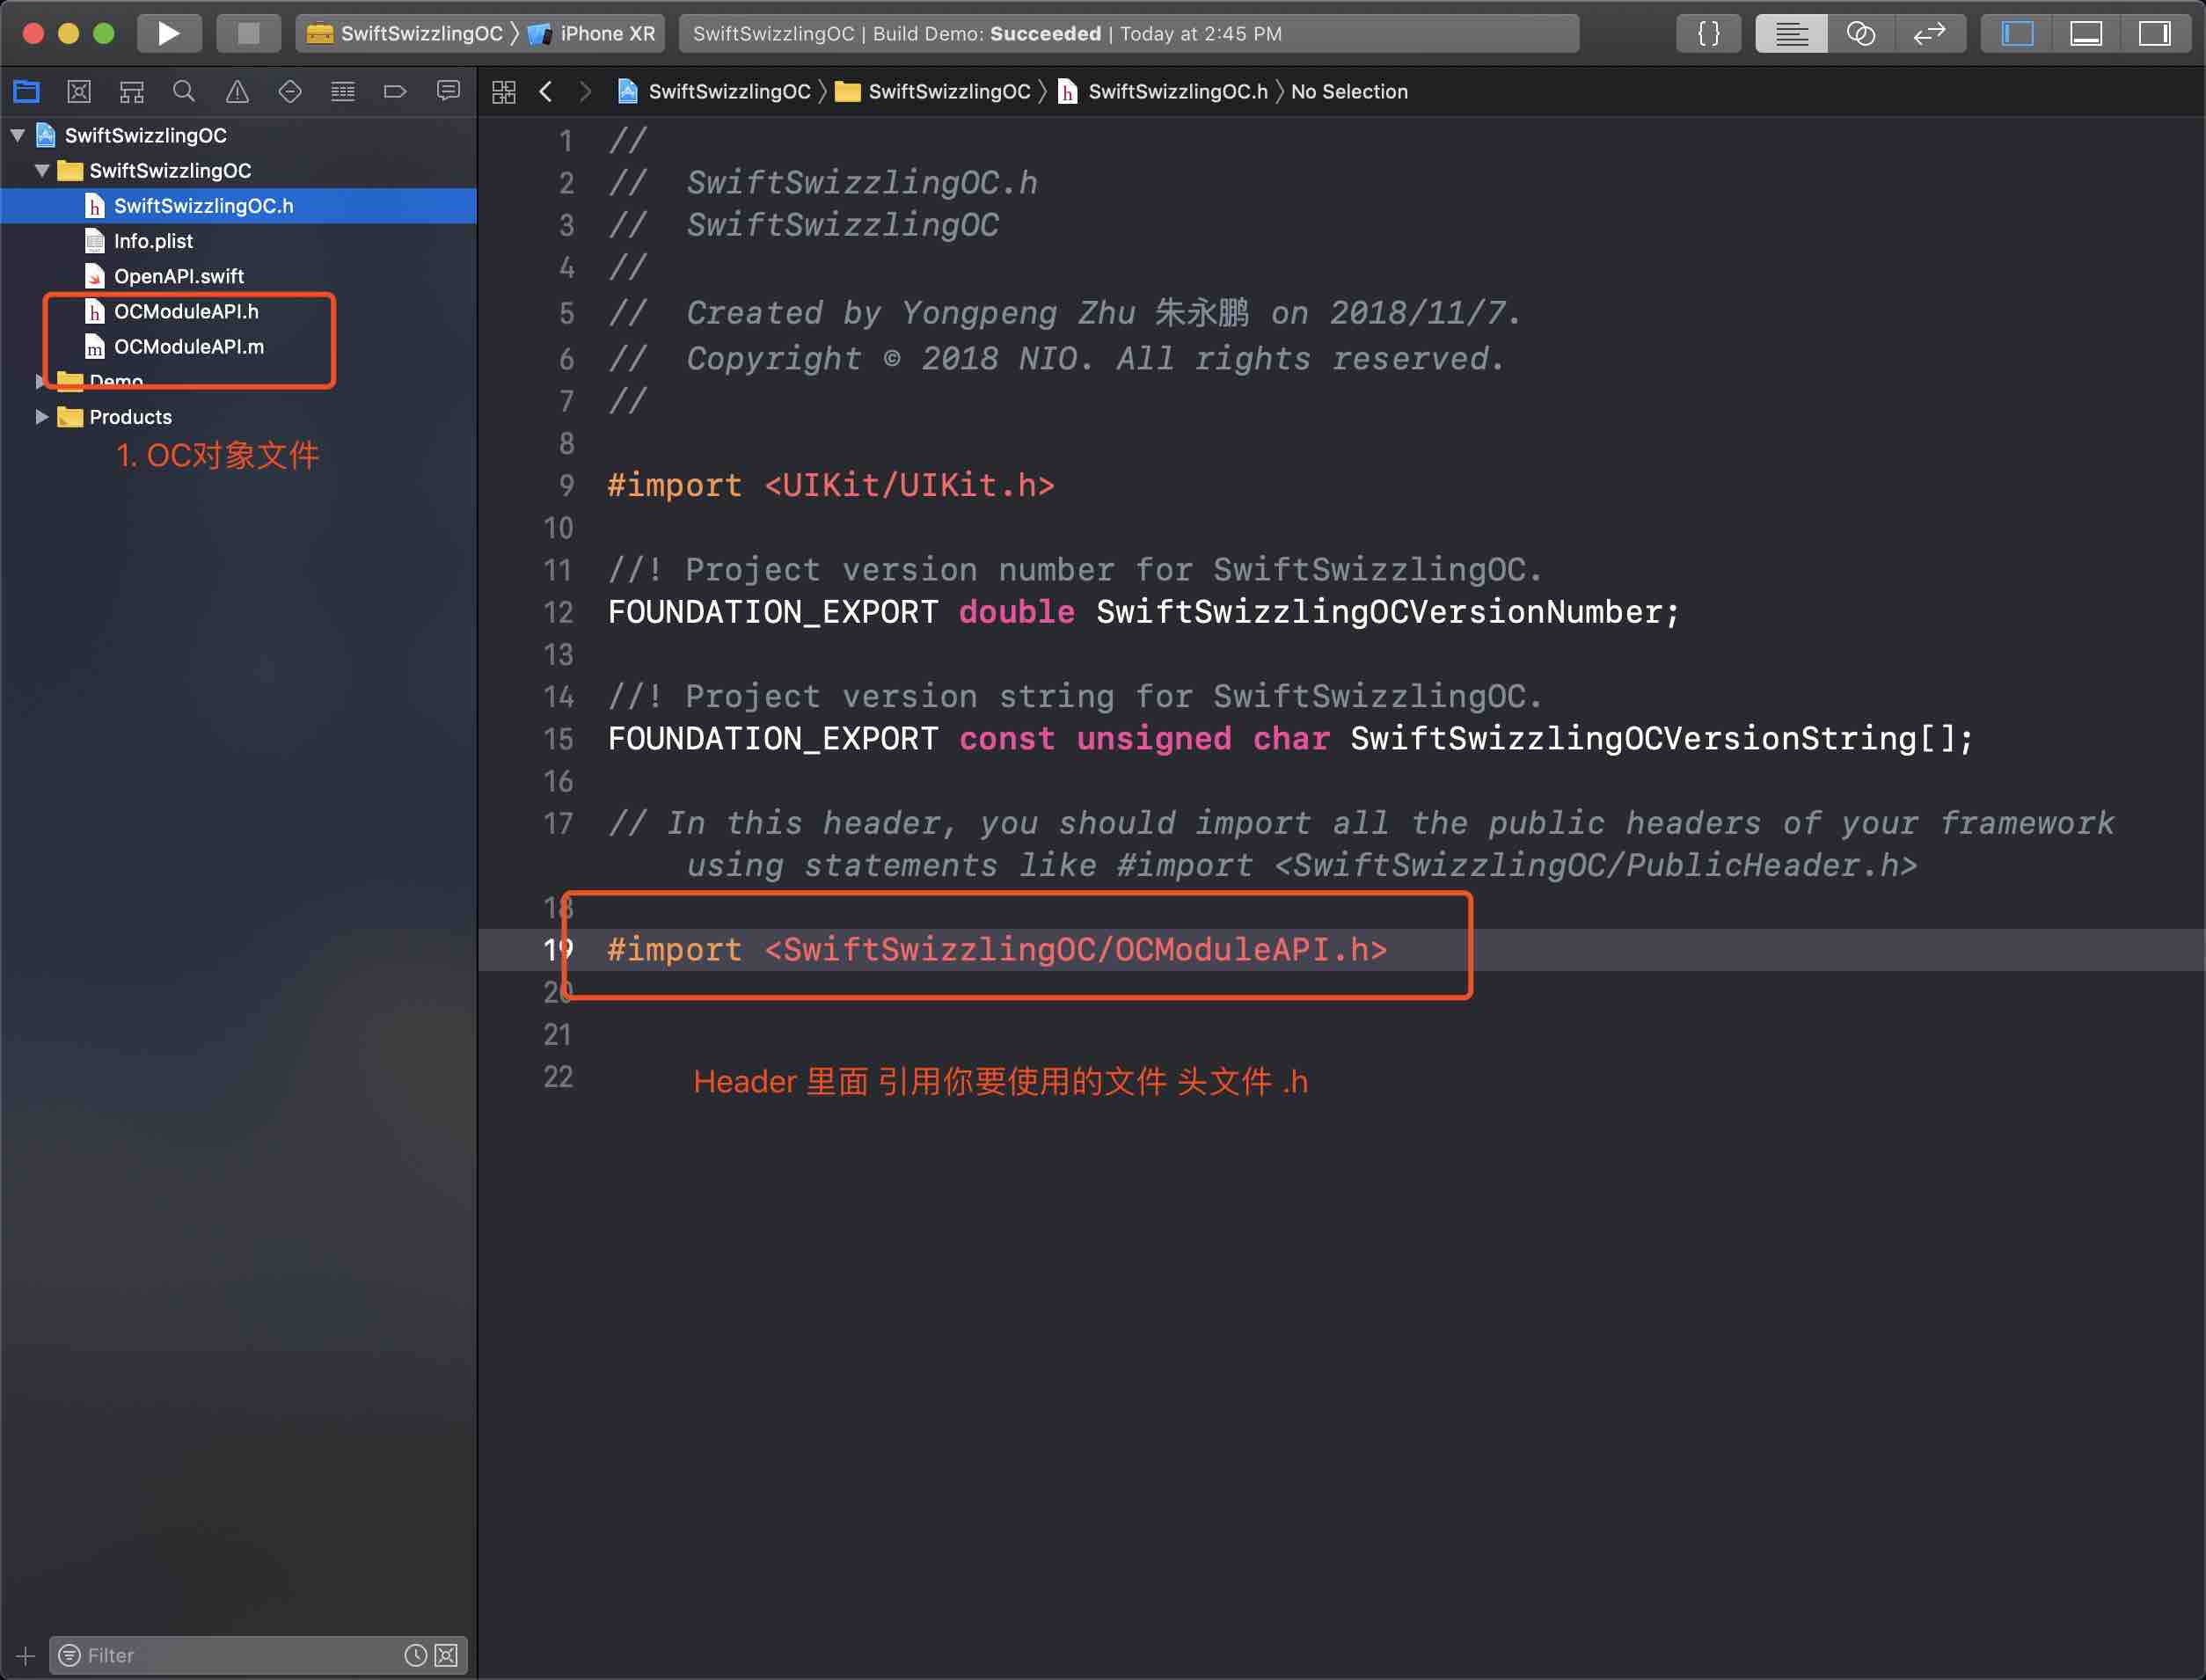 SwiftSwizzlingOC 〉 iPhone XR
SwiftSwizzlingOC | Build Demo: Succeeded | Today at 2:45 PM
{ }
SwiftSwizzlingOC 〉 SwiftSwizzlingOC 〉 h SwiftSwizzlingOC.h 〉 No Selection
SwiftSwizzlingOC
SwiftSwizzlingOC
h SwiftSwizzlingOC.h
Info.plist
OpenAPI.swift
h OCModuleAPI.h
m OCModuleAPI.m
Demo
Products
1. OC对象文件
Filter
1 //
2 //  SwiftSwizzlingOC.h
3 //  SwiftSwizzlingOC
4 //
5 //  Created by Yongpeng Zhu 朱永鹏 on 2018/11/7.
6 //  Copyright © 2018 NIO. All rights reserved.
7 //
8
9 #import <UIKit/UIKit.h>
10
11 //! Project version number for SwiftSwizzlingOC.
12 FOUNDATION_EXPORT double SwiftSwizzlingOCVersionNumber;
13
14 //! Project version string for SwiftSwizzlingOC.
15 FOUNDATION_EXPORT const unsigned char SwiftSwizzlingOCVersionString[];
16
17 // In this header, you should import all the public headers of your framework
using statements like #import <SwiftSwizzlingOC/PublicHeader.h>
18
19 #import <SwiftSwizzlingOC/OCModuleAPI.h>
20
21
22
Header 里面 引用你要使用的文件 头文件 .h